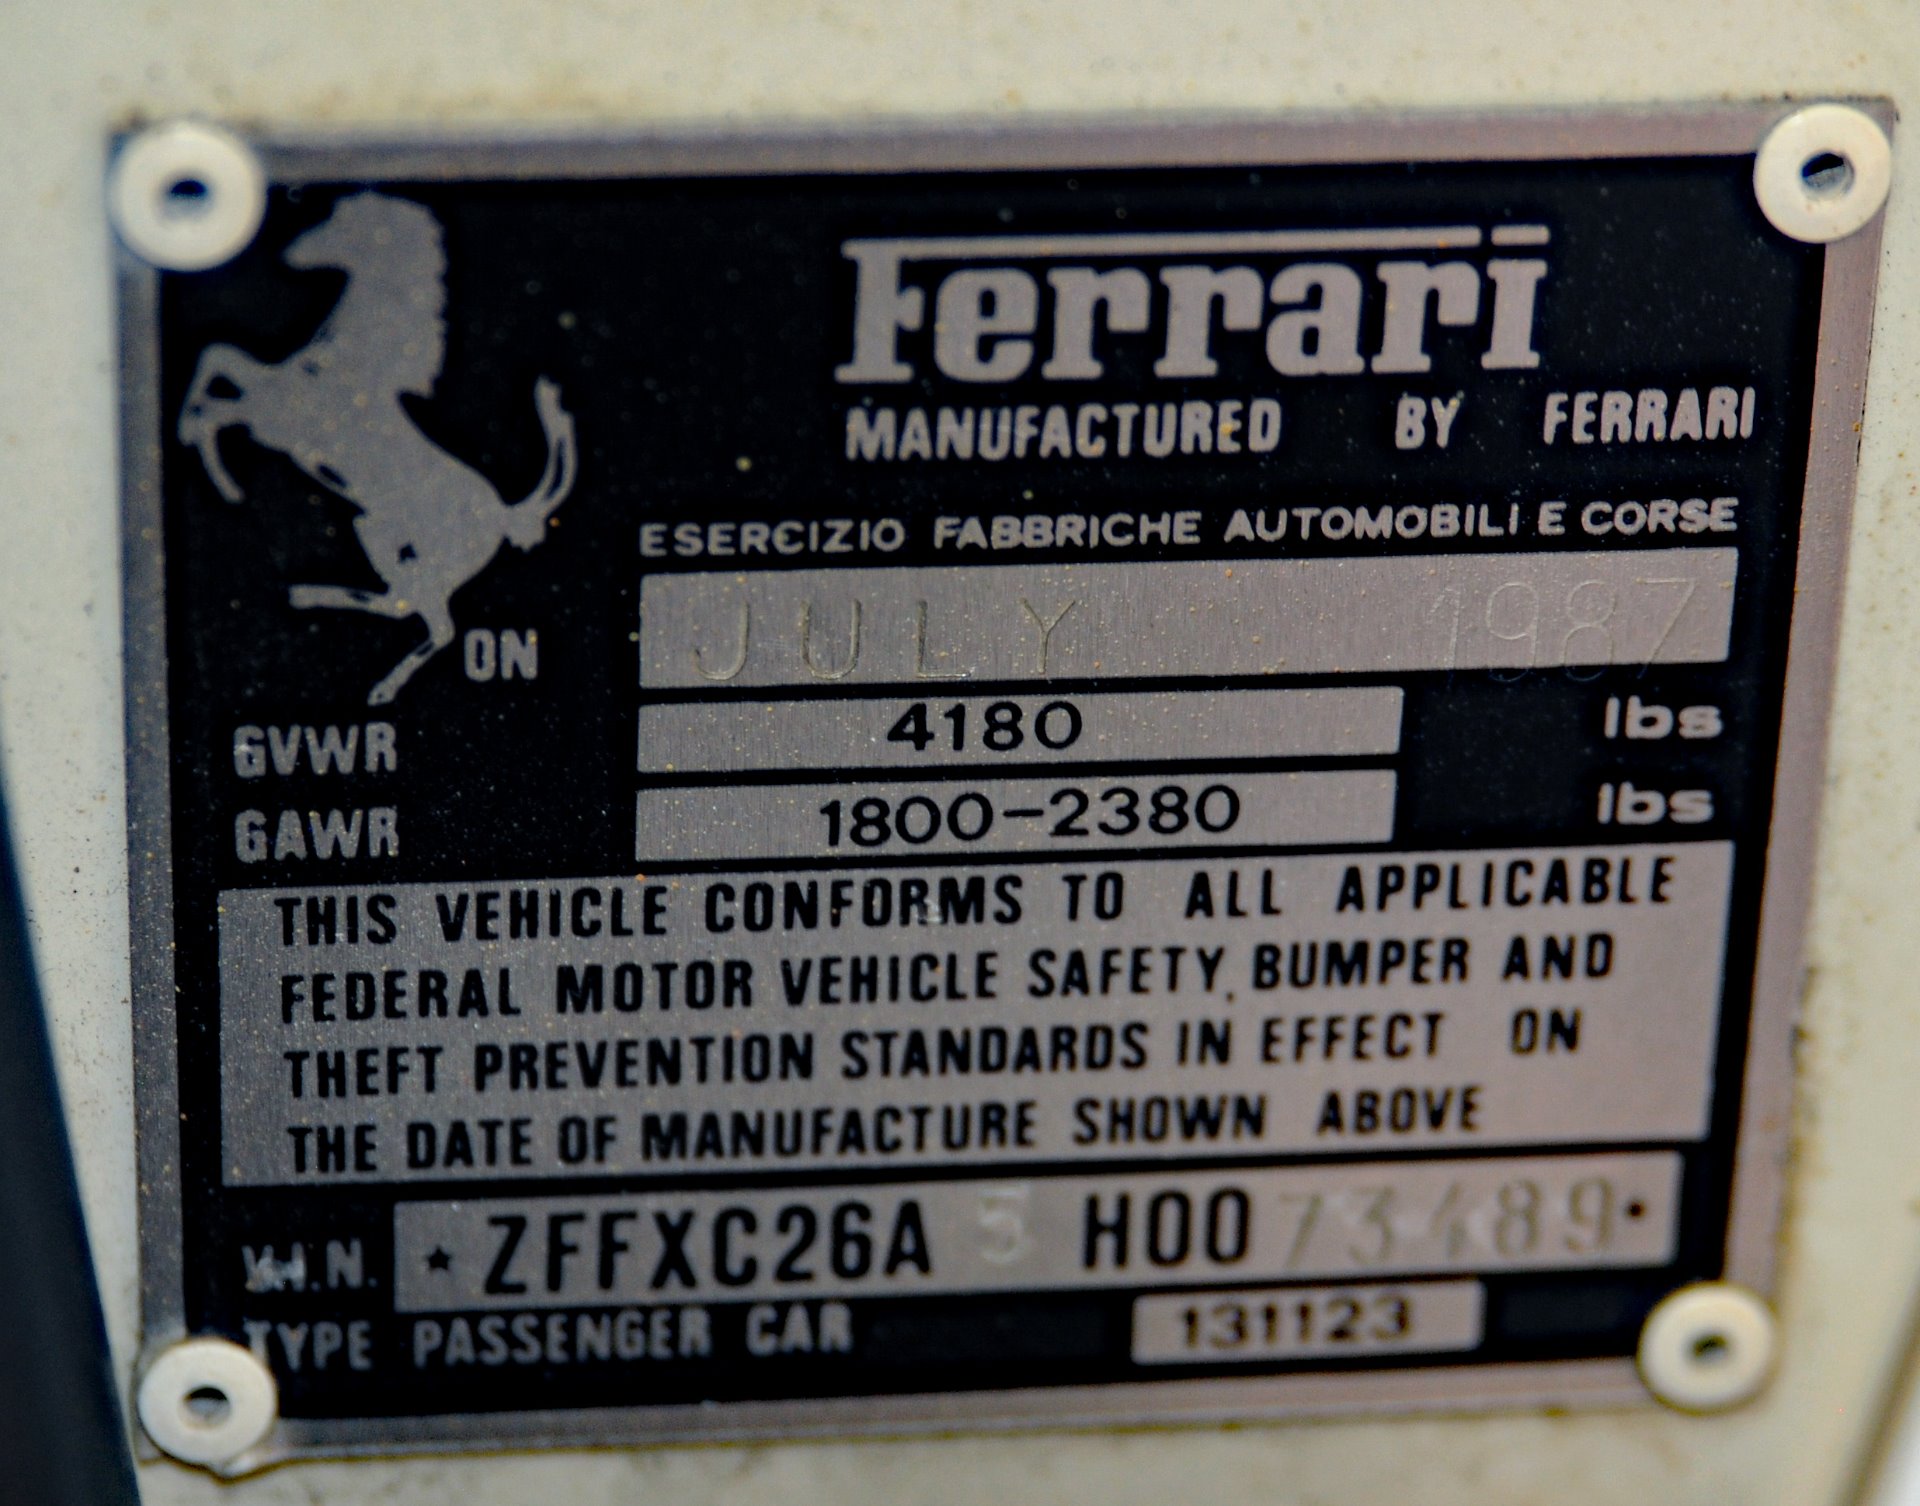 Ferrari
MANUFACTURED BY FERRARI
ESERCIZIO FABBRICHE AUTOMOBILI E CORSE
ON JULY 1987
GVWR 4180 lbs
GAWR 1800-2380 lbs
THIS VEHICLE CONFORMS TO ALL APPLICABLE
FEDERAL MOTOR VEHICLE SAFETY, BUMPER AND
THEFT PREVENTION STANDARDS IN EFFECT ON
THE DATE OF MANUFACTURE SHOWN ABOVE
V.I.N. ★ ZFFXC26A 5 H0073489 •
TYPE PASSENGER CAR 131123